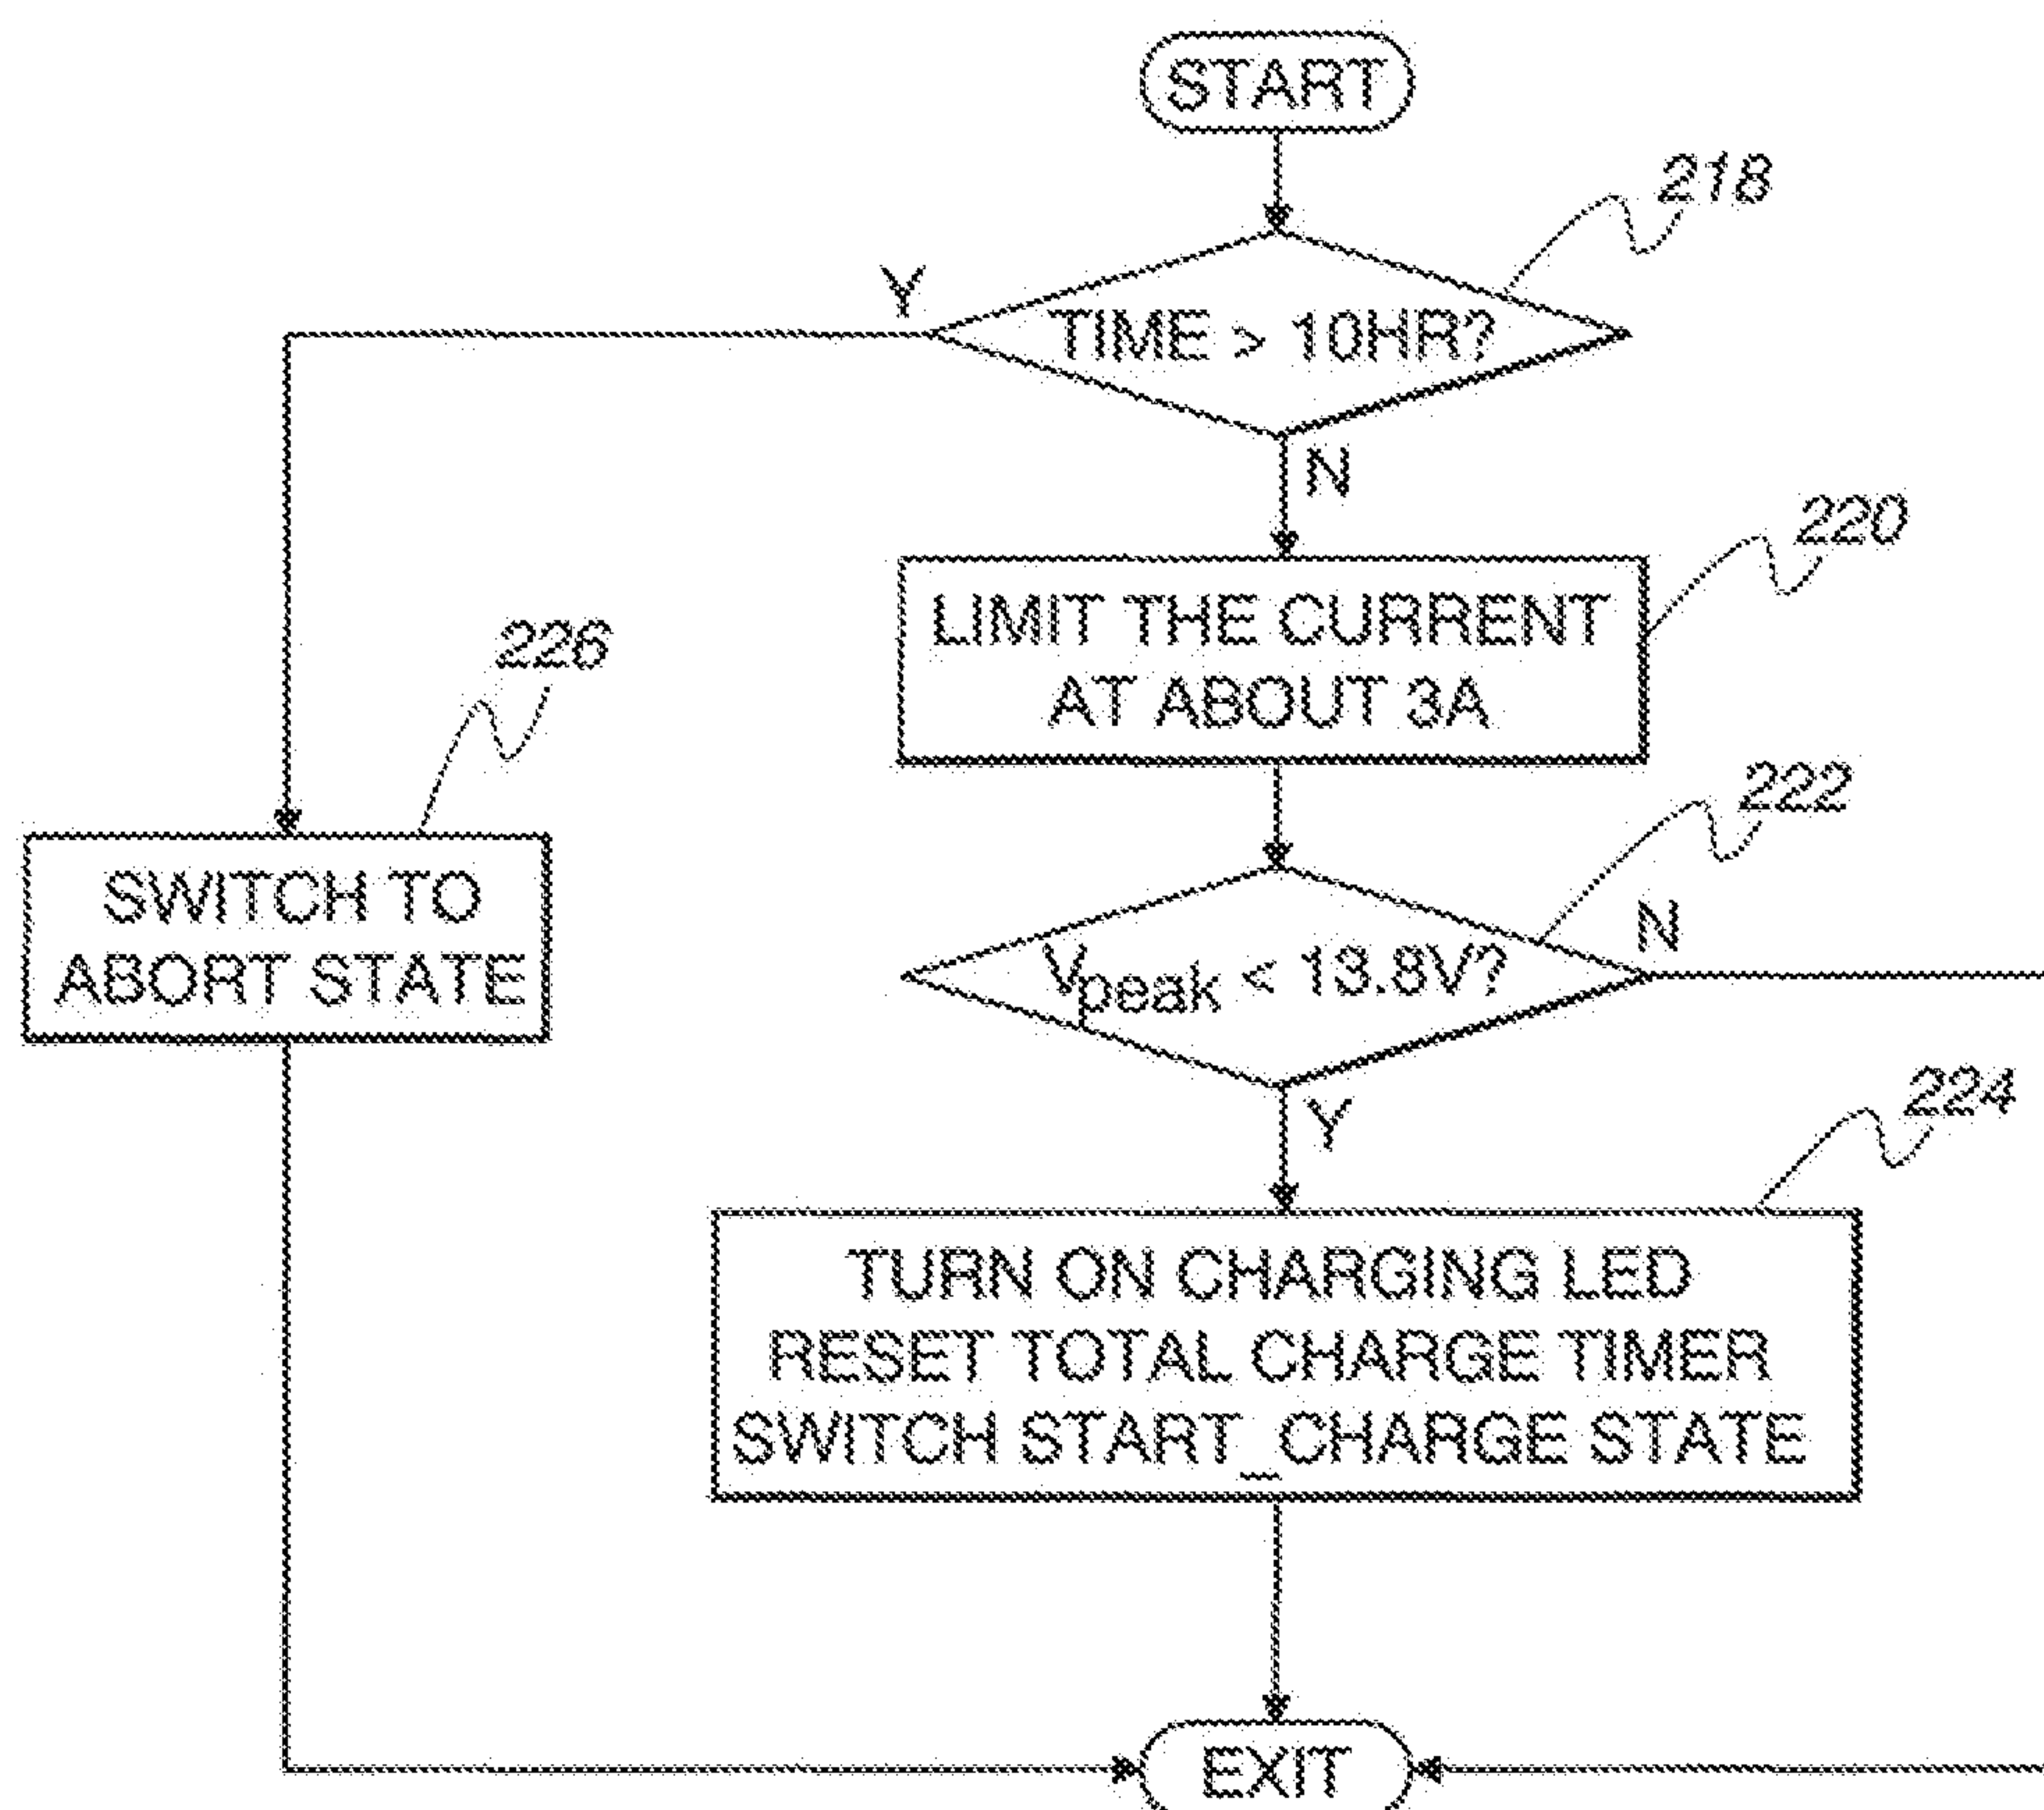 START
218
Y
TIME > 10HR?
N
220
LIMIT THE CURRENT
AT ABOUT 3A
226
222
SWITCH TO
ABORT STATE
N
Vpeak < 13.8V?
224
Y
TURN ON CHARGING LED
RESET TOTAL CHARGE TIMER
SWITCH START_CHARGE STATE
EXIT